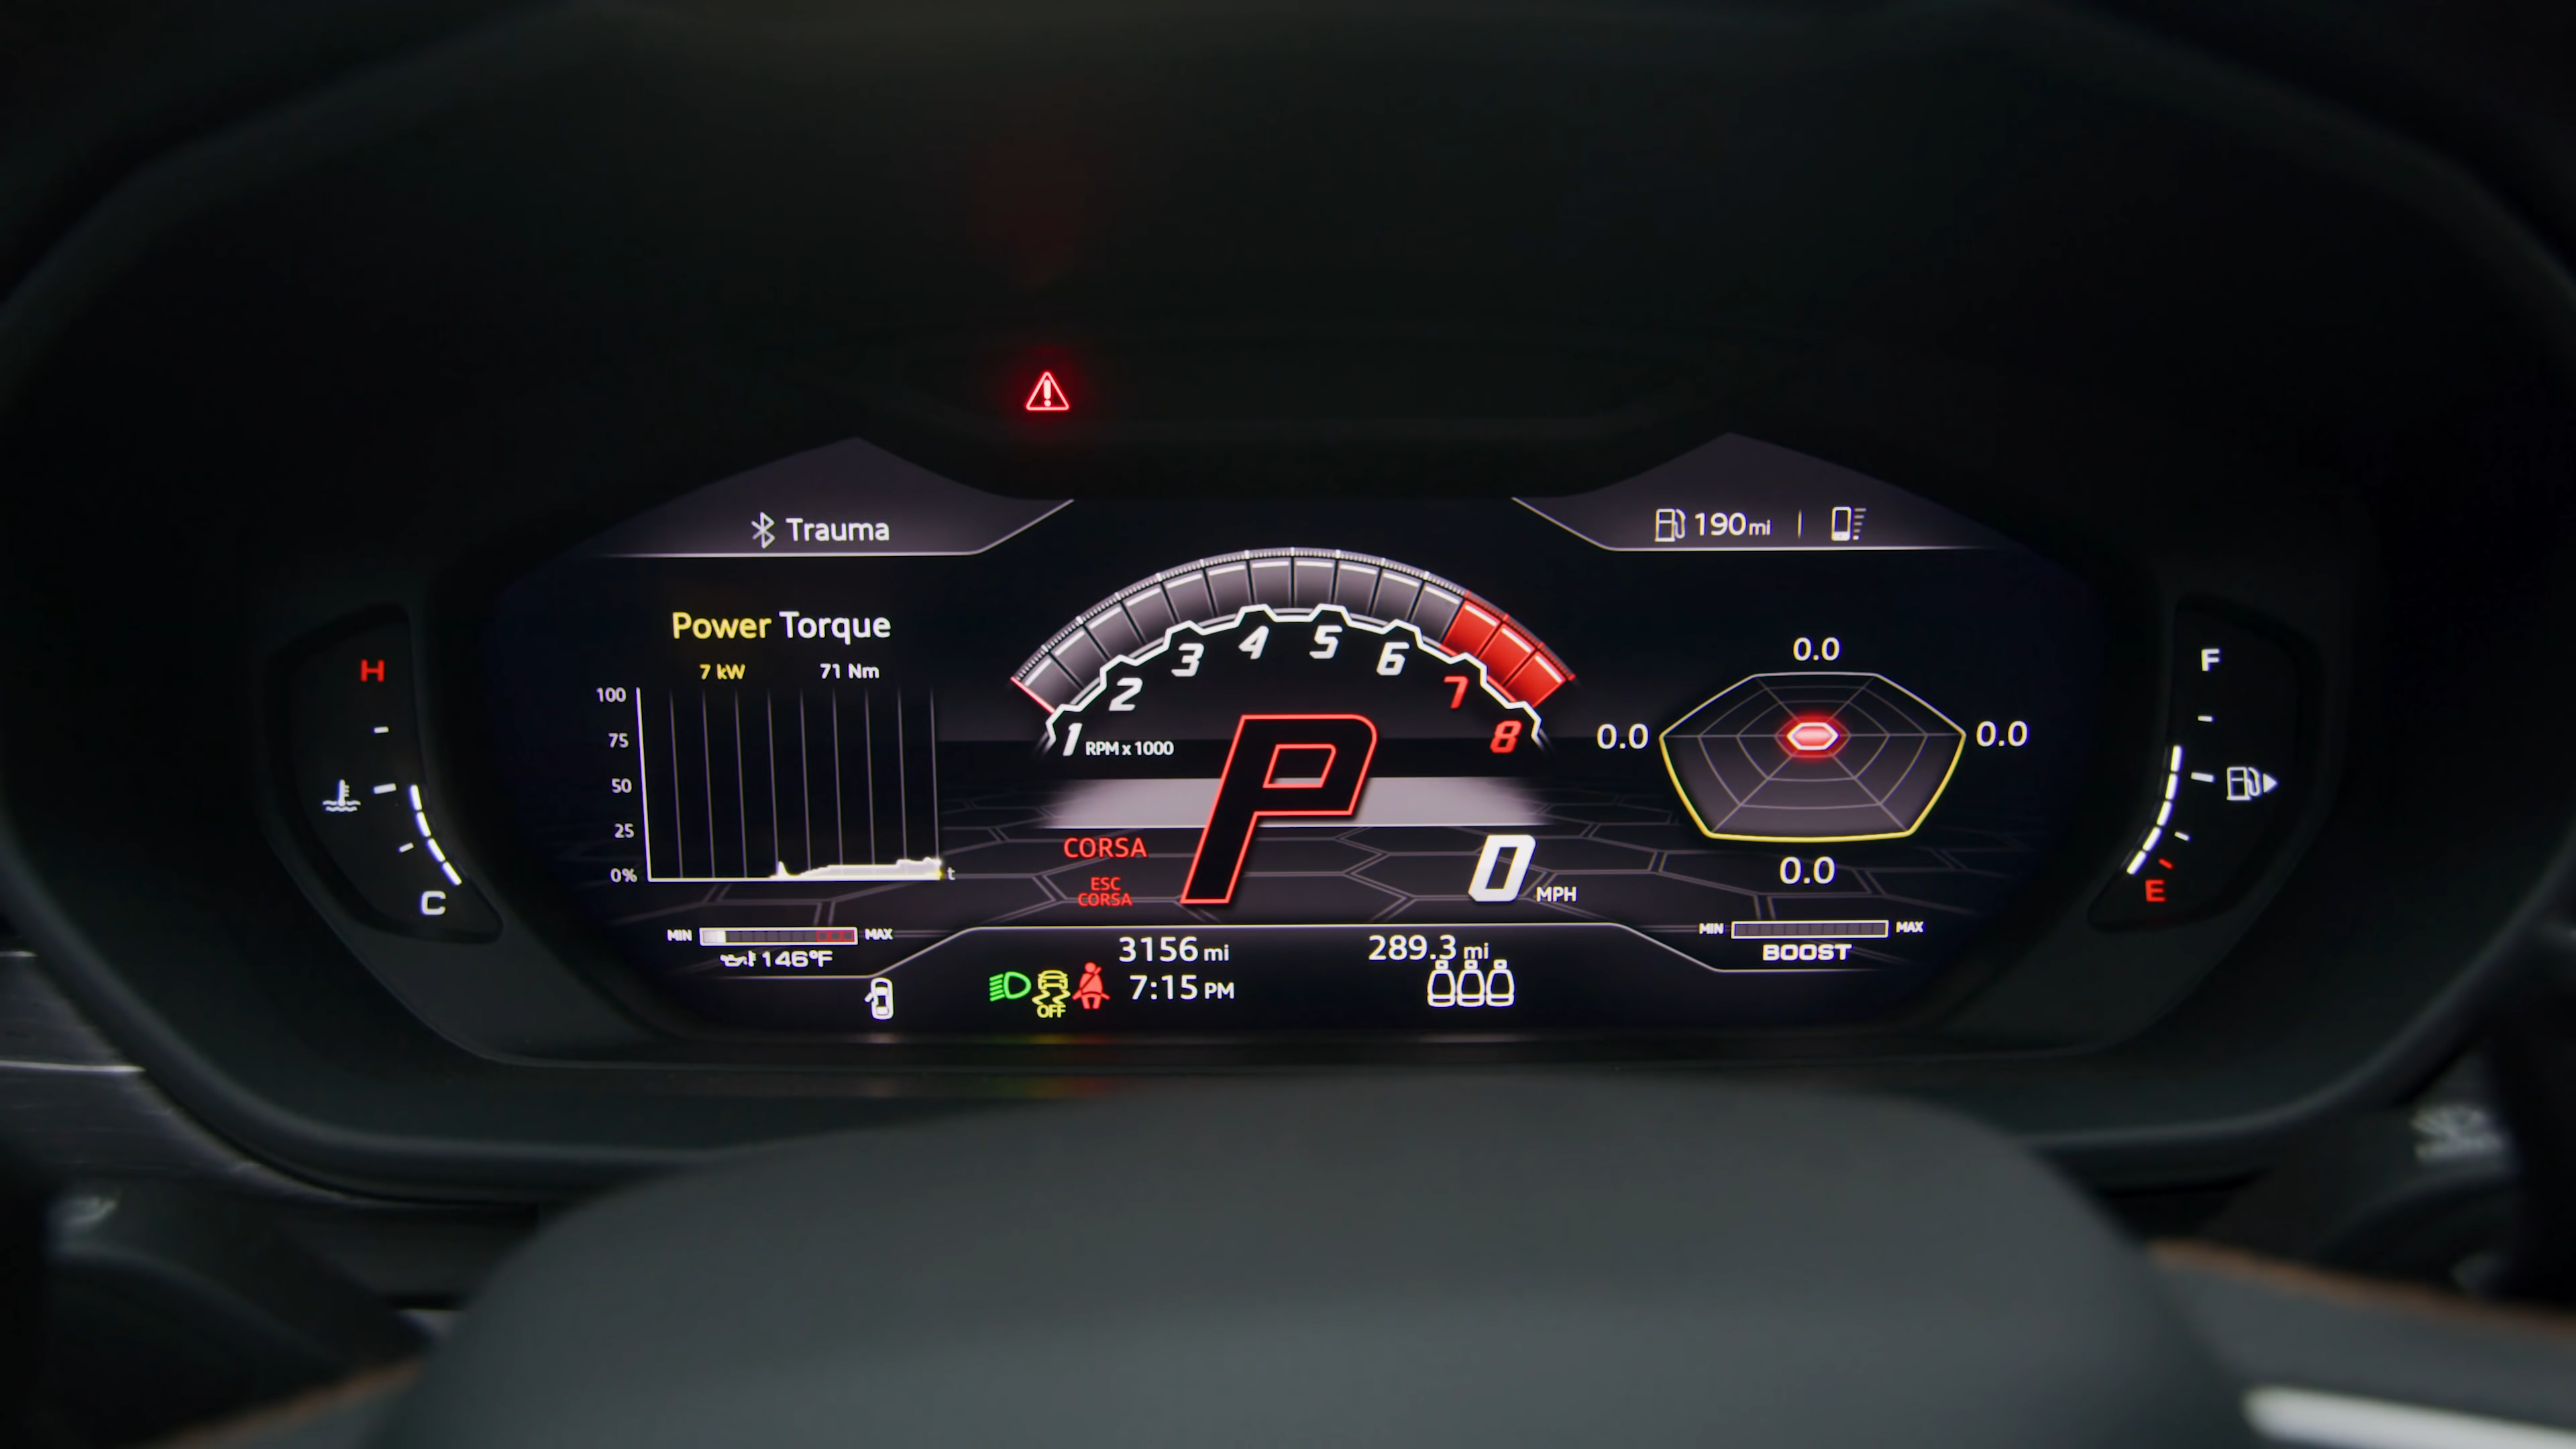 Trauma
190 mi
Power Torque
7 kW 71 Nm
100
75
50
25
0%
t
MIN MAX
146°F
H
C
1 2 3 4 5 6 7 8
RPM x 1000
P
CORSA
ESC
CORSA
0 MPH
3156 mi 289.3 mi
7:15 PM
OFF
0.0
0.0 0.0
0.0
MIN MAX
BOOST
F
E